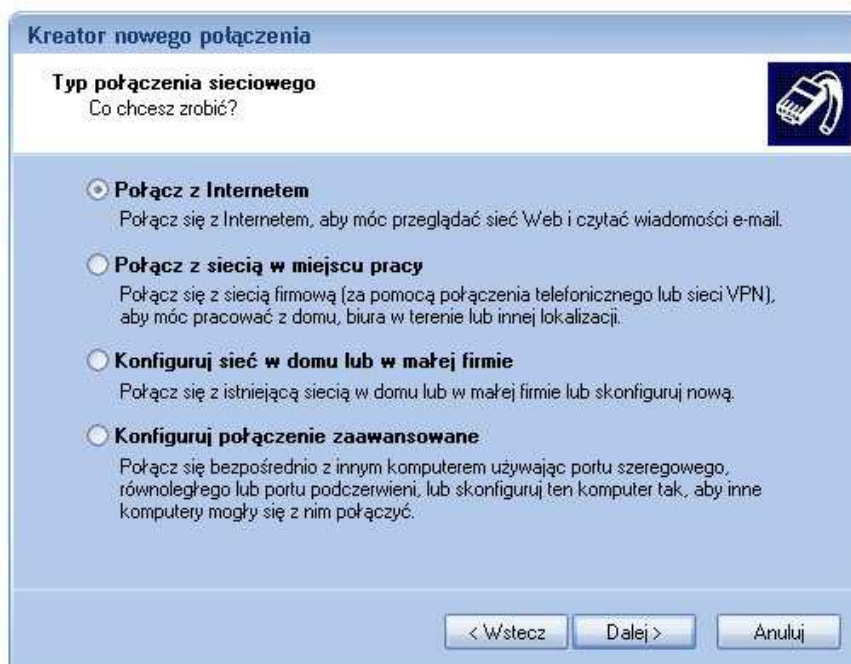 Kreator nowego połączenia
Typ połączenia sieciowego
Co chcesz zrobić?
Połącz z Internetem
Połącz się z Internetem, aby móc przeglądać sieć Web i czytać wiadomości e-mail.
Połącz z siecią w miejscu pracy
Połącz się z siecią firmową (za pomocą połączenia telefonicznego lub sieci VPN),
aby móc pracować z domu, biura w terenie lub innej lokalizacji.
Konfiguruj sieć w domu lub w małej firmie
Połącz się z istniejącą siecią w domu lub w małej firmie lub skonfiguruj nową.
Konfiguruj połączenie zaawansowane
Połącz się bezpośrednio z innym komputerem używając portu szeregowego,
równoległego lub portu podczerwieni, lub skonfiguruj ten komputer tak, aby inne
komputery mogły się z nim połączyć.
< Wstecz Dalej > Anuluj